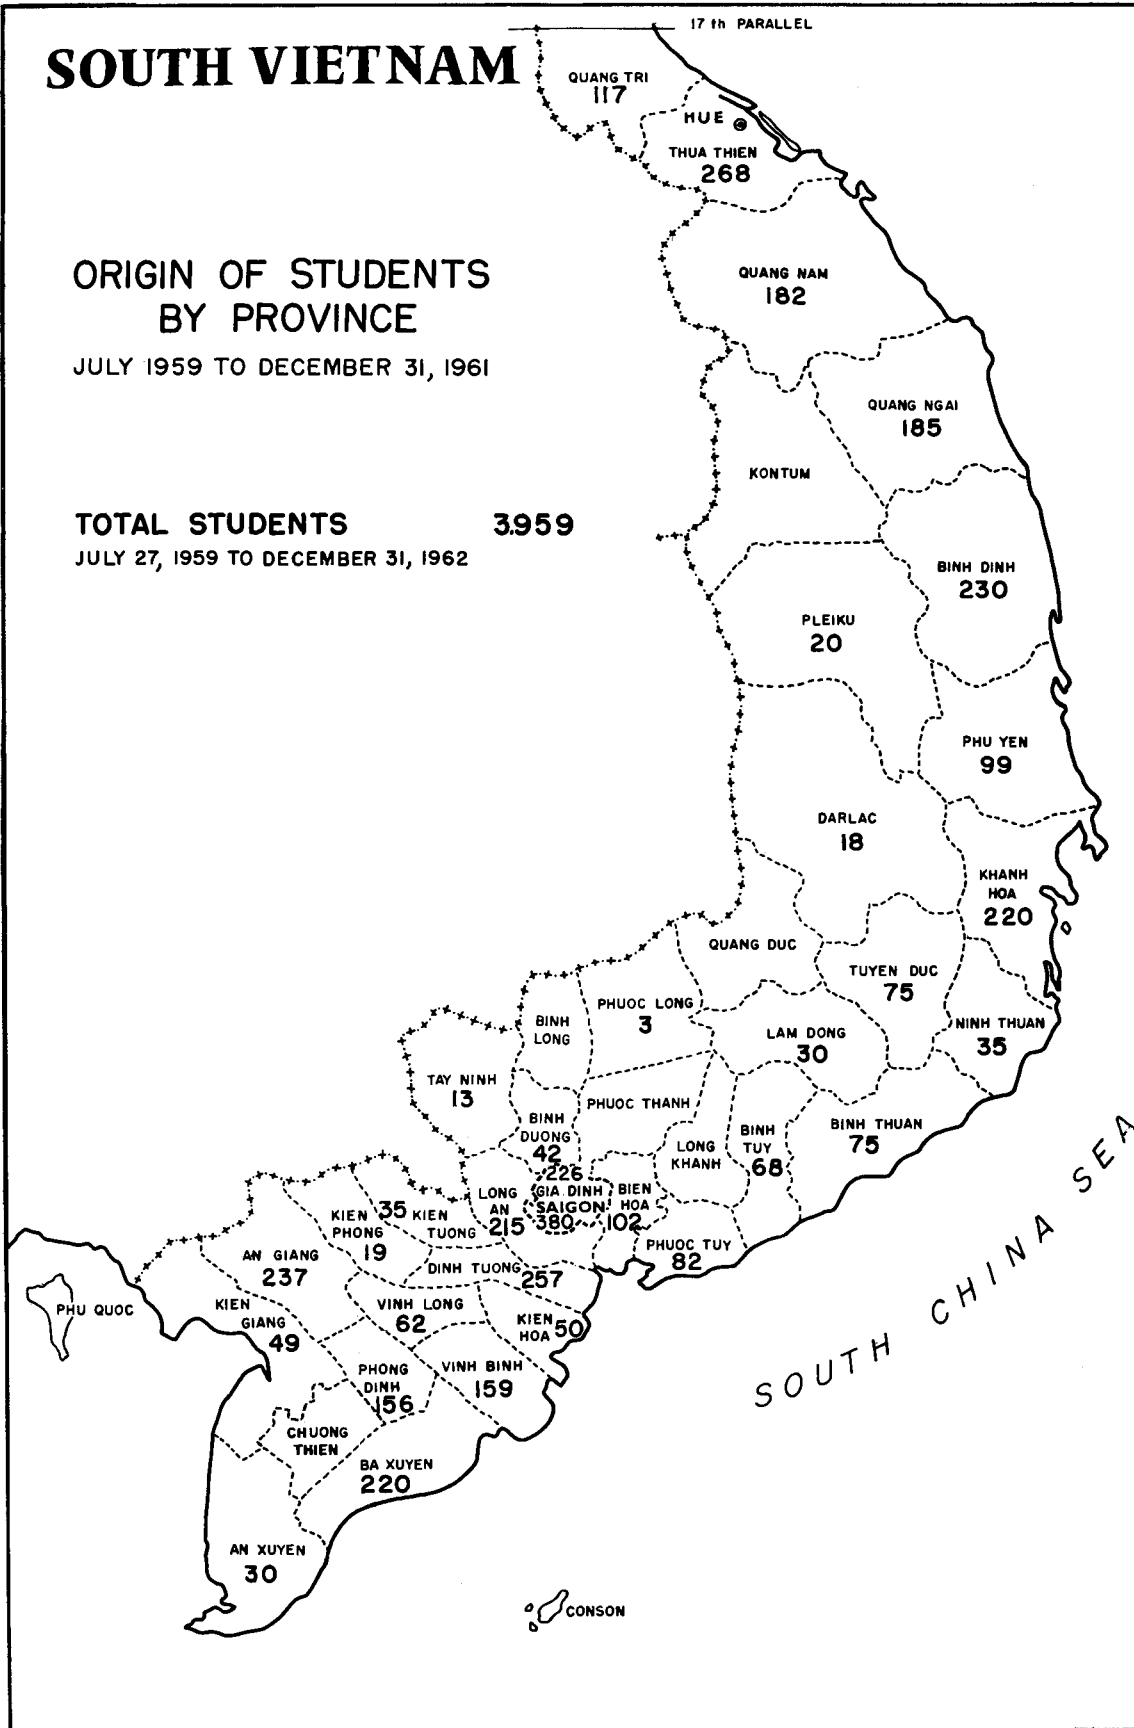 17 th PARALLEL
SOUTH VIETNAM
QUANG TRI
117
HUE
THUA THIEN
268
ORIGIN OF STUDENTS
BY PROVINCE
JULY 1959 TO DECEMBER 31, 1961
QUANG NAM
182
QUANG NGAI
185
KONTUM
TOTAL STUDENTS 3959
JULY 27, 1959 TO DECEMBER 31, 1962
BINH DINH
230
PLEIKU
20
PHU YEN
99
DARLAC
18
KHANH
HOA
220
QUANG DUC
TUYEN DUC
75
PHUOC LONG
3
BINH
LONG
LAM DONG
30
NINH THUAN
35
TAY NINH
13
PHUOC THANH
BINH
DUONG
42
BINH
TUY
68
BINH THUAN
75
LONG
KHANH
226
GIA DINH
SAIGON
380
BIEN
HOA
102
LONG
AN
215
KIEN
PHONG
19
35
KIEN
TUONG
PHUOC TUY
82
AN GIANG
237
DINH TUONG
257
PHU QUOC
KIEN
GIANG
49
VINH LONG
62
KIEN
HOA 50
PHONG
DINH
156
VINH BINH
159
CHUONG
THIEN
BA XUYEN
220
AN XUYEN
30
CONSON
SOUTH CHINA SEA